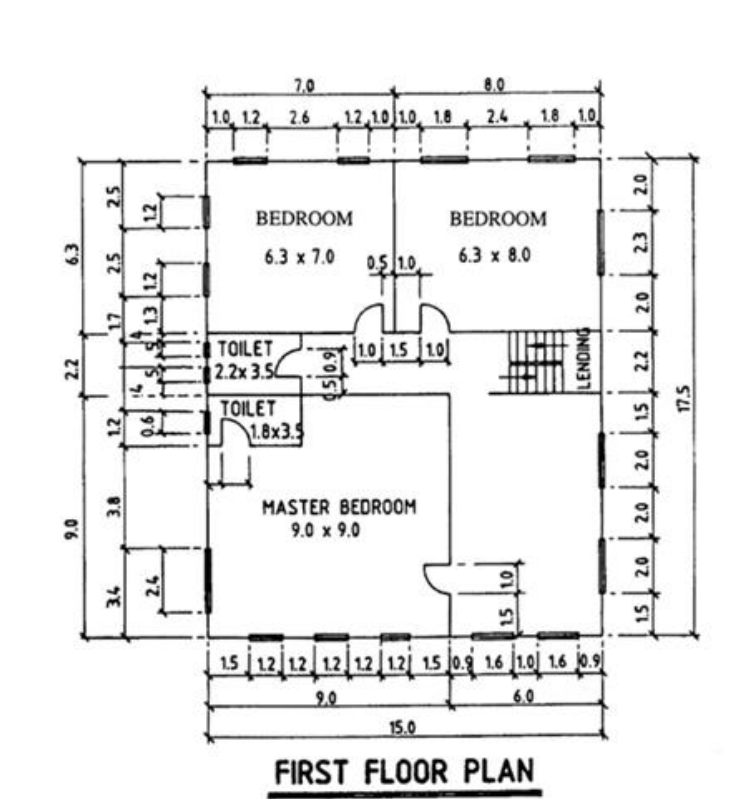 7.0 8.0
1.0 1.2 2.6 1.2 1.0 1.0 1.8 2.4 1.8 1.0
2.5 1.2 BEDROOM BEDROOM 2.0
6.3 6.3 x 7.0 6.3 x 8.0 2.3
2.5 1.2 0.5 1.0
1.7 1.3 2.0
4 TOILET 1.0 1.5 1.0 LENDING
5 0.9
2.2 5 2.2x 3.5 2.2
4 0.5 17.5
TOILET 1.5
1.2 0.6 1.8x3.5
2.0
3.8 MASTER BEDROOM
9.0 9.0 x 9.0 2.0
3.4 2.4 1.0 2.0
1.5 1.5
1.5 1.2 1.2 1.2 1.2 1.2 1.5 0.9 1.6 1.0 1.6 0.9
9.0 6.0
15.0
FIRST FLOOR PLAN